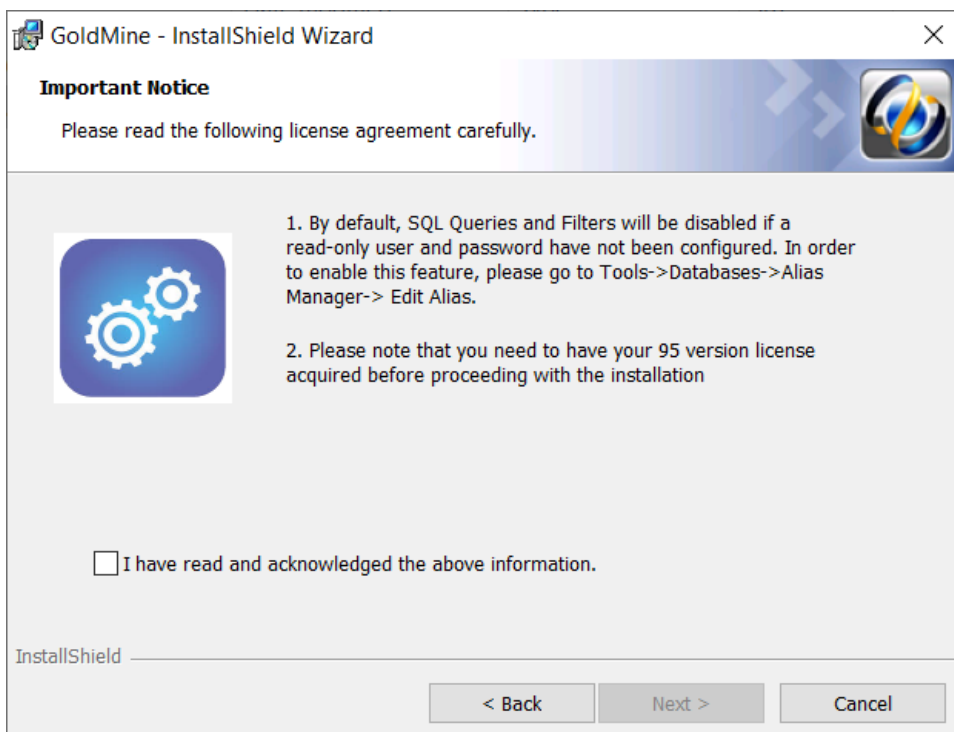 GoldMine - InstallShield Wizard
Important Notice
Please read the following license agreement carefully.
1. By default, SQL Queries and Filters will be disabled if a
read-only user and password have not been configured. In order
to enable this feature, please go to Tools->Databases->Alias
Manager-> Edit Alias.
2. Please note that you need to have your 95 version license
acquired before proceeding with the installation
I have read and acknowledged the above information.
InstallShield
< Back
Next >
Cancel